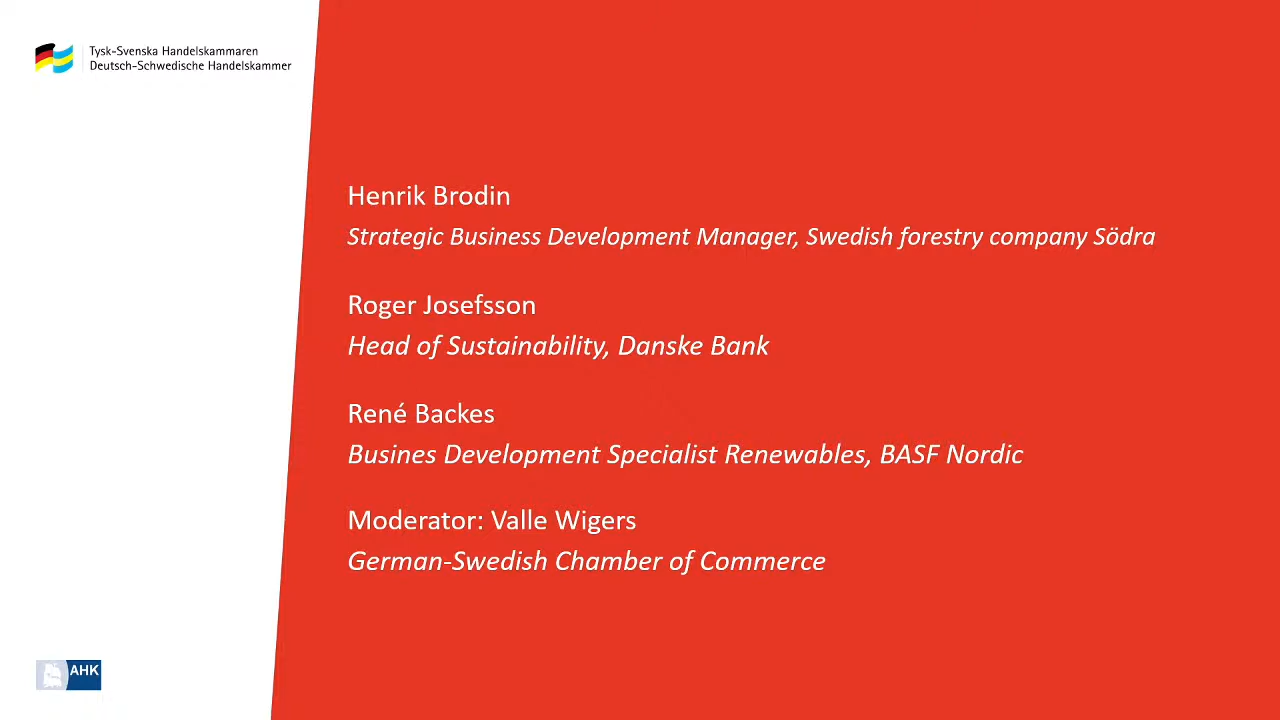 Tysk-Svenska Handelskammaren
Deutsch-Schwedische Handelskammer
Henrik Brodin
Strategic Business Development Manager, Swedish forestry company Södra
Roger Josefsson
Head of Sustainability, Danske Bank
René Backes
Busines Development Specialist Renewables, BASF Nordic
Moderator: Valle Wigers
German-Swedish Chamber of Commerce
AHK